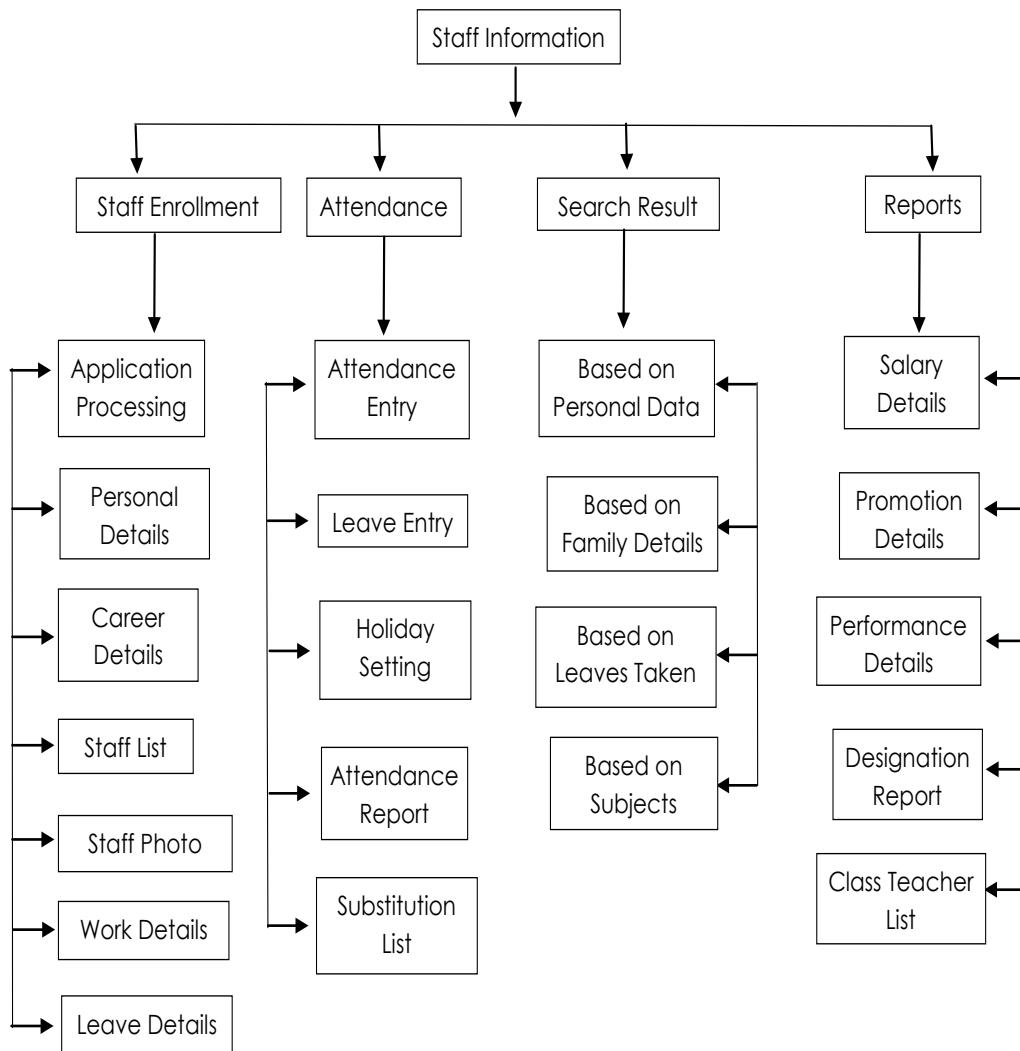 Staff Information
Staff Enrollment
Attendance
Search Result
Reports
Application
Processing
Personal
Details
Career
Details
Staff List
Staff Photo
Work Details
Leave Details
Attendance
Entry
Leave Entry
Holiday
Setting
Attendance
Report
Substitution
List
Based on
Personal Data
Based on
Family Details
Based on
Leaves Taken
Based on
Subjects
Salary
Details
Promotion
Details
Performance
Details
Designation
Report
Class Teacher
List